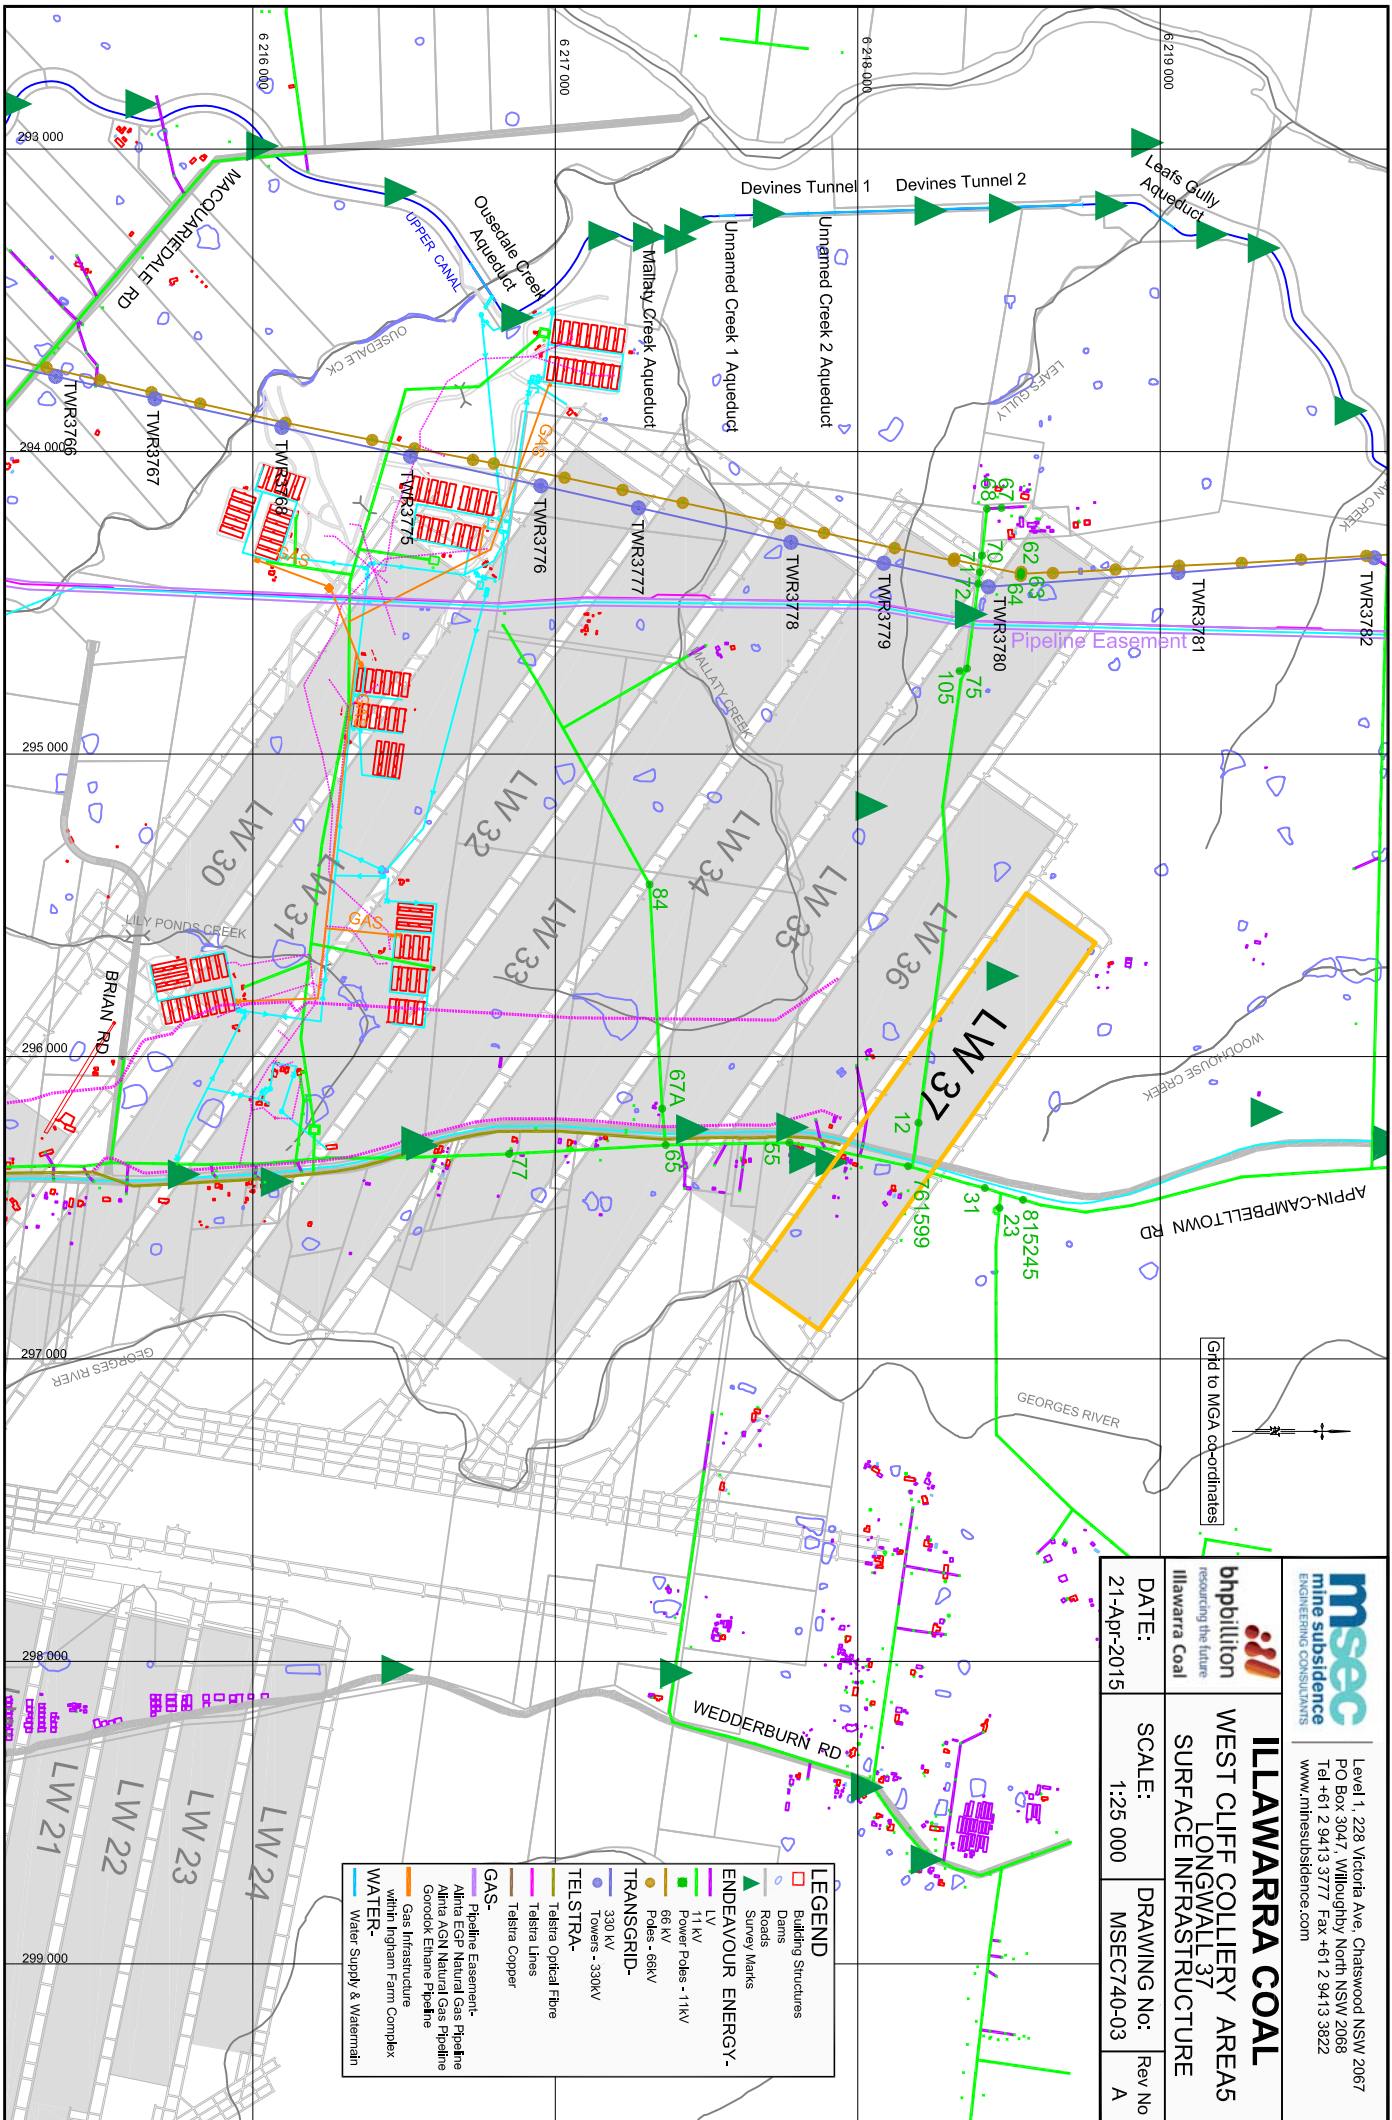 msec
mine subsidence
ENGINEERING CONSULTANTS
Level 1, 228 Victoria Ave, Chatswood NSW 2067
PO Box 3047, Willoughby North NSW 2068
Tel +61 2 9413 3777 Fax +61 2 9413 3822
www.minesubsidence.com
bhpbilliton
resourcing the future
Illawarra Coal
ILLAWARRA COAL
WEST CLIFF COLLIERY AREA5
LONGWALL 37
SURFACE INFRASTRUCTURE
DATE:
21-Apr-2015
SCALE:
1:25 000
DRAWING No:
MSEC740-03
Rev No
A
Grid to MGA co-ordinates
N
LEGEND
Building Structures
Dams
Roads
Survey Marks
ENDEAVOUR ENERGY-
LV
11 kV
Power Poles - 11kV
66 kV
Poles - 66kV
TRANSGRID-
330 kV
Towers - 330kV
TELSTRA-
Telstra Optical Fibre
Telstra Lines
Telstra Copper
GAS-
Pipeline Easement-
Alinta EGP Natural Gas Pipeline
Alinta AGN Natural Gas Pipeline
Gorodok Ethane Pipeline
Gas Infrastructure
within Ingham Farm Complex
WATER-
Water Supply & Watermain
6 216 000
6 217 000
6 218 000
6 219 000
293 000
294 000
295 000
296 000
297 000
298 000
299 000
MACQUARIEDALE RD
UPPER CANAL
Ousedale Creek
Aqueduct
OUSEDALE CK
Mallaty Creek Aqueduct
Unnamed Creek 1 Aqueduct
Unnamed Creek 2 Aqueduct
Devines Tunnel 1
Devines Tunnel 2
Leafs Gully
Aqueduct
LEAFS GULLY
AN CREEK
TWR3766
TWR3767
TWR3768
TWR3775
TWR3776
TWR3777
TWR3778
TWR3779
TWR3780
TWR3781
TWR3782
68
67
70
71
72
62
63
64
75
105
Pipeline Easement
GAS
GAS
GAS
GAS
MALLATY CREEK
LW 30
LW 31
LW 32
LW 33
LW 34
LW 35
LW 36
LW 37
84
67A
65
55
77
12
761599
31
23
815245
LILY PONDS CREEK
BRIAN RD
WOODHOUSE CREEK
APPIN-CAMPBELLTOWN RD
GEORGES RIVER
GEORGES RIVER
WEDDERBURN RD
LW 21
LW 22
LW 23
LW 24